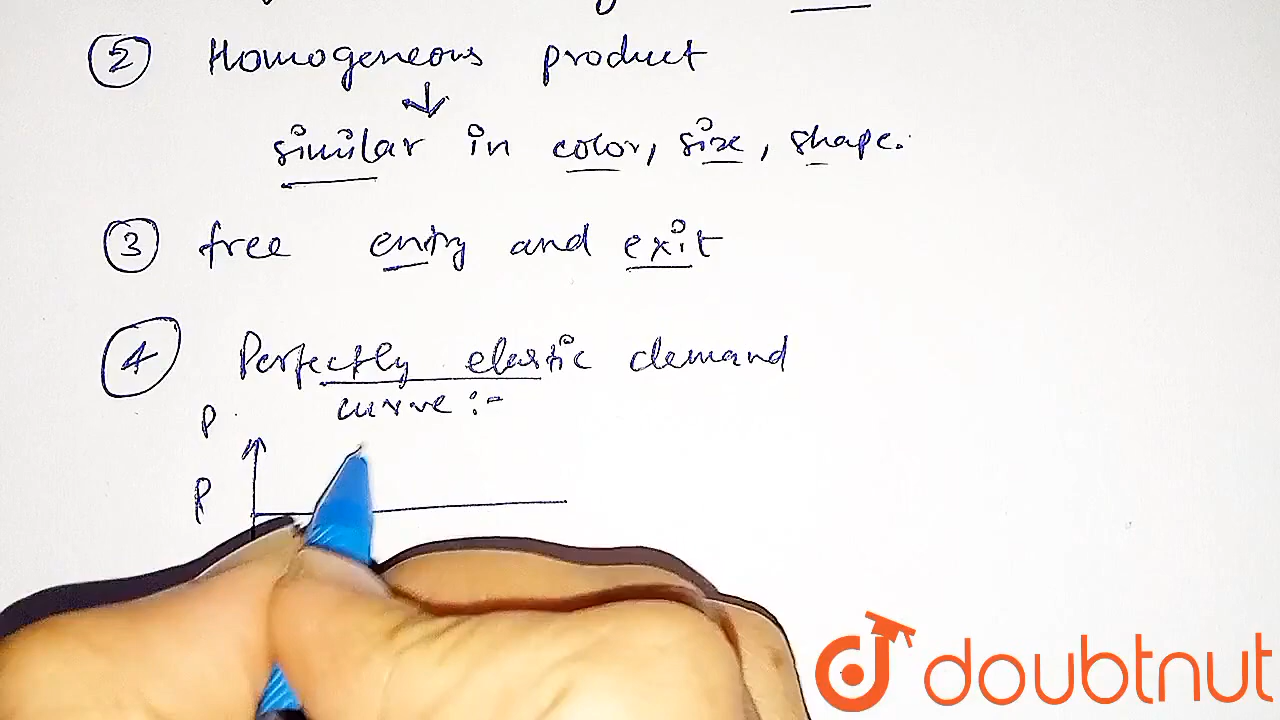 ② Homogeneous product
↓
similar in color, size, shape.
③ free entry and exit
④ Perfectly elastic demand
curve :-
P
P
doubtnut